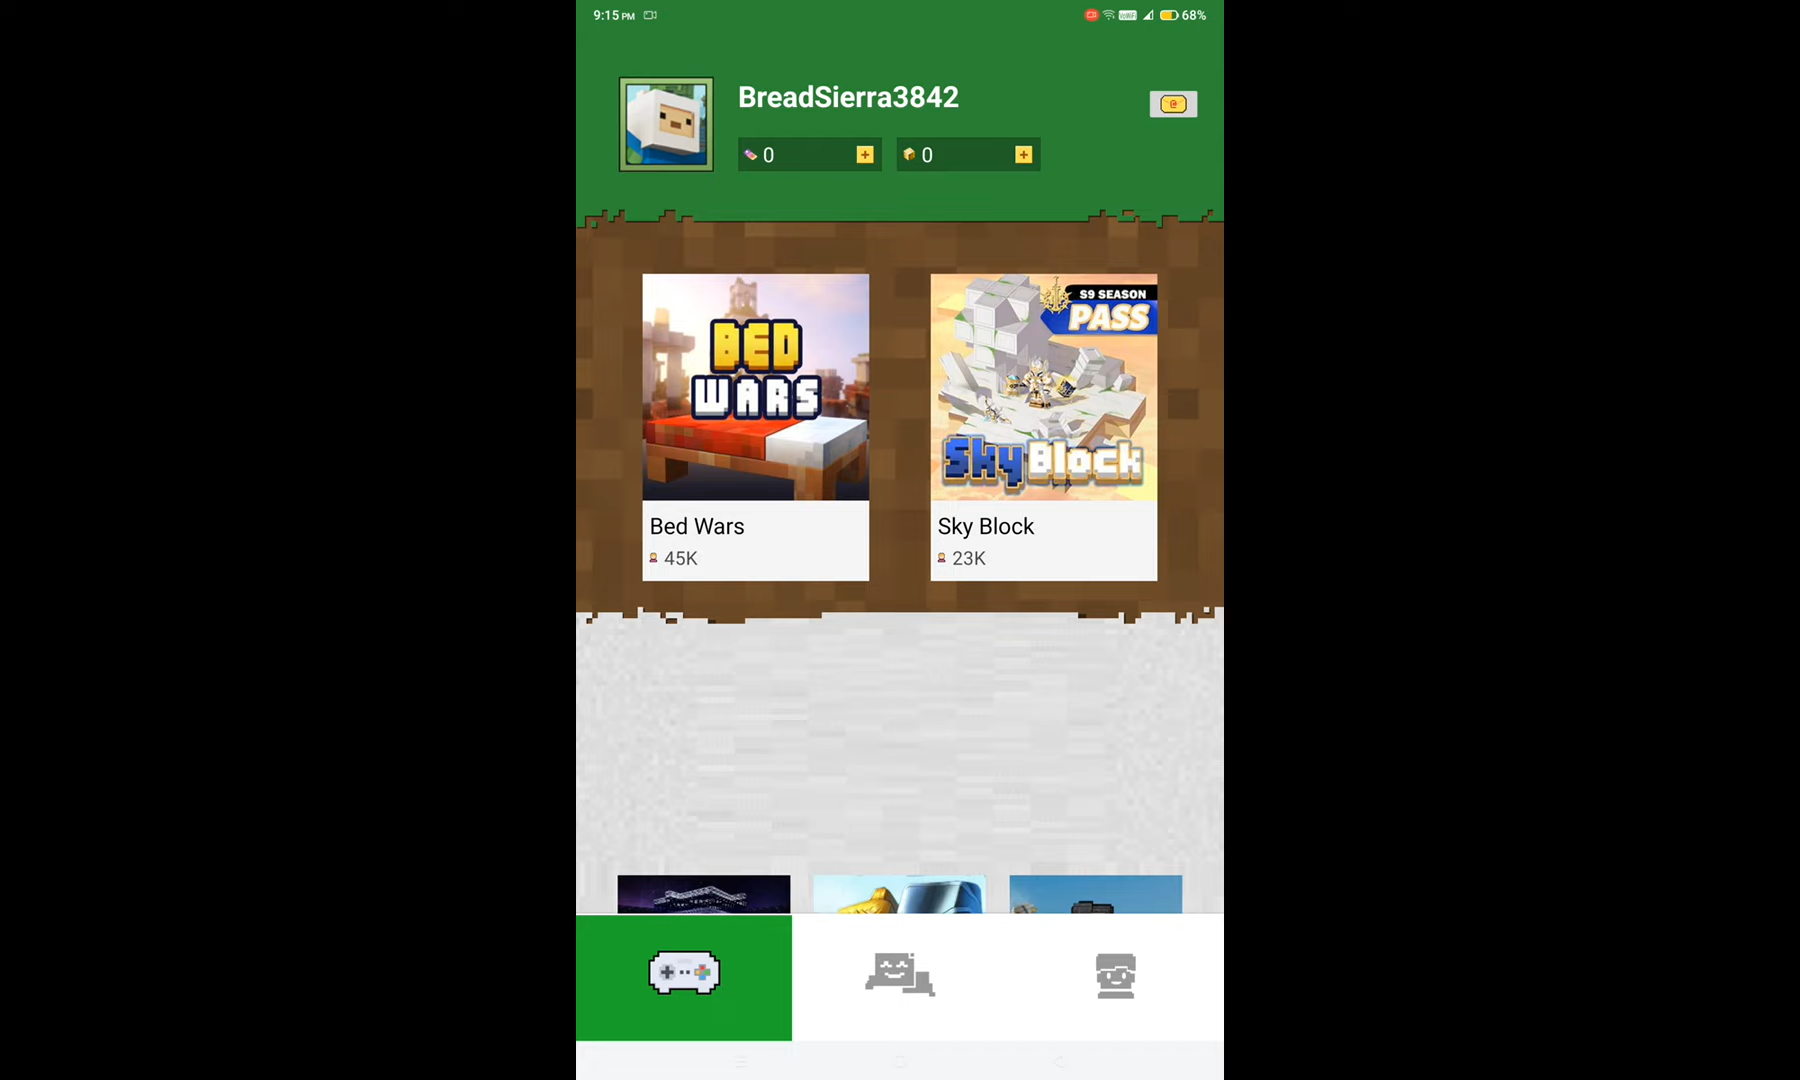 9:15 PM
VoWiFi
68%
BreadSierra3842
0 +
0 +
BED
WARS
S9 SEASON
PASS
Sky Block
Bed Wars
45K
Sky Block
23K